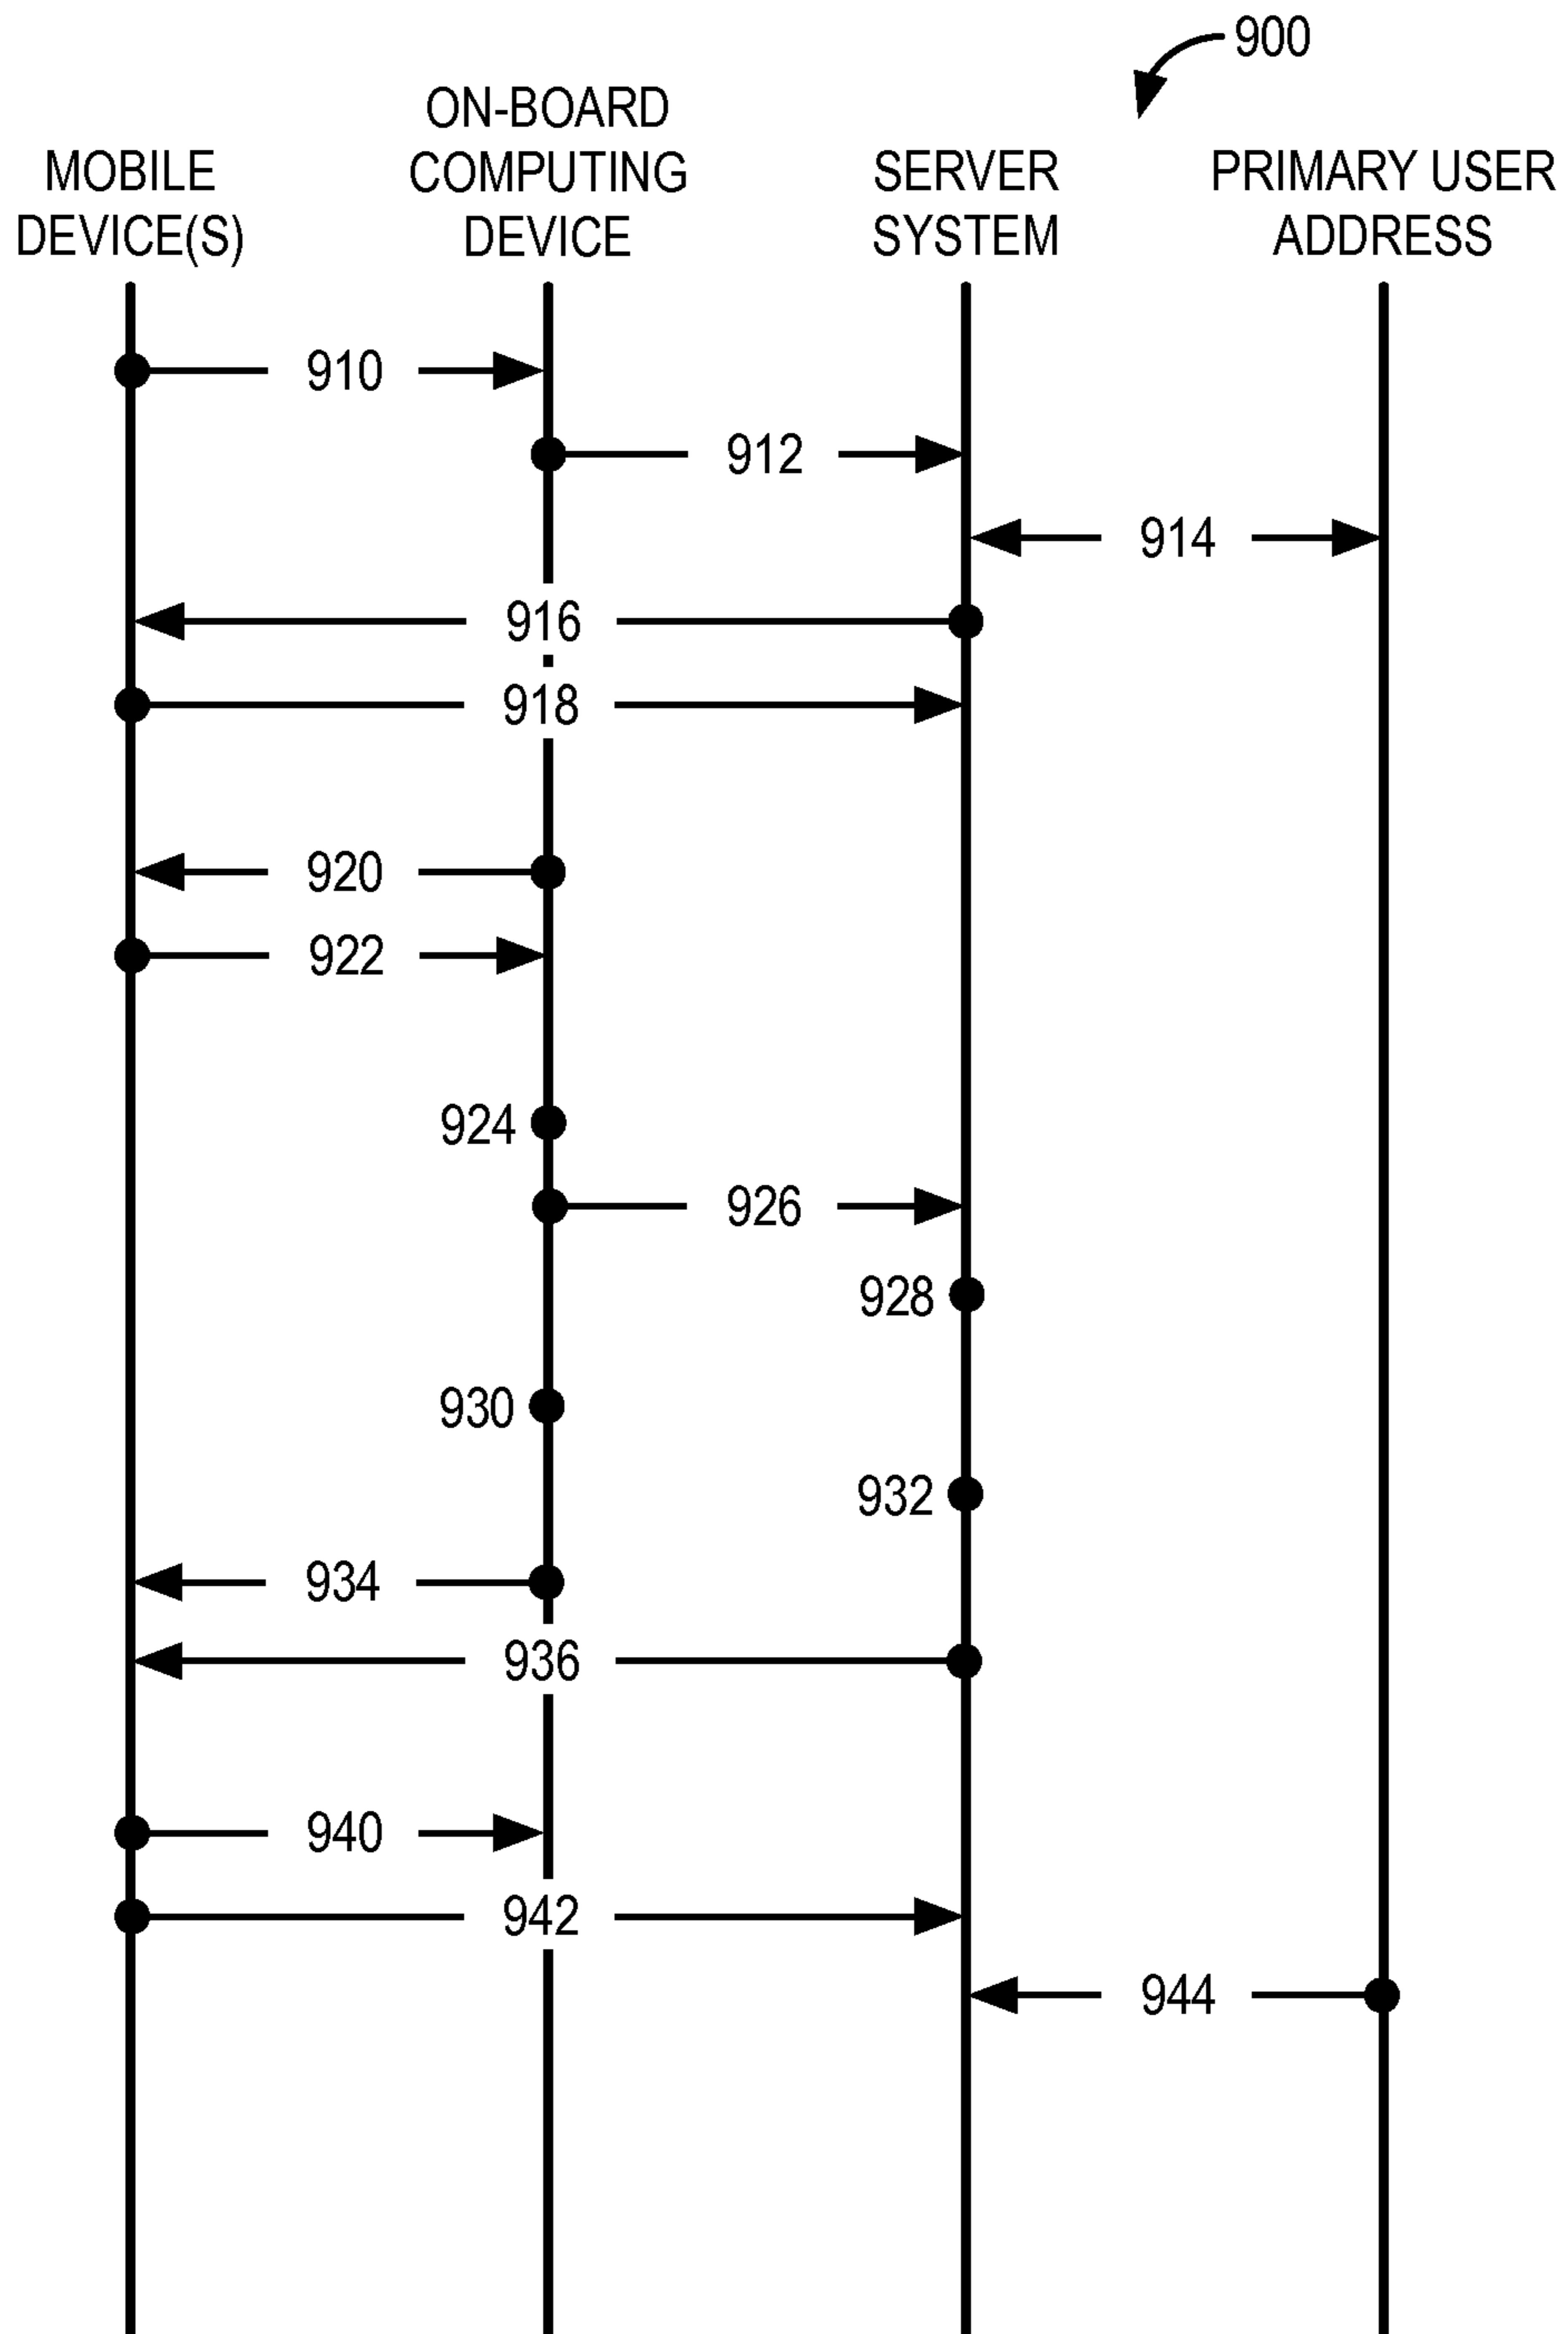 900
MOBILE
DEVICE(S)
ON-BOARD
COMPUTING
DEVICE
SERVER
SYSTEM
PRIMARY USER
ADDRESS
910
912
914
916
918
920
922
924
926
928
930
932
934
936
940
942
944